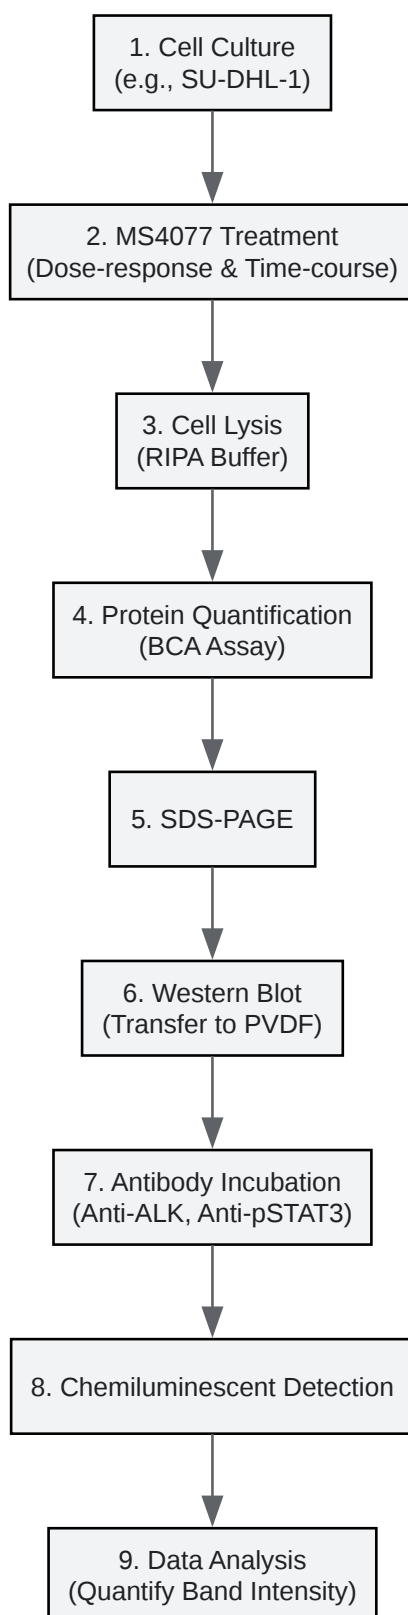 1. Cell Culture
(e.g., SU-DHL-1)
2. MS4077 Treatment
(Dose-response & Time-course)
3. Cell Lysis
(RIPA Buffer)
4. Protein Quantification
(BCA Assay)
5. SDS-PAGE
6. Western Blot
(Transfer to PVDF)
7. Antibody Incubation
(Anti-ALK, Anti-pSTAT3)
8. Chemiluminescent Detection
9. Data Analysis
(Quantify Band Intensity)